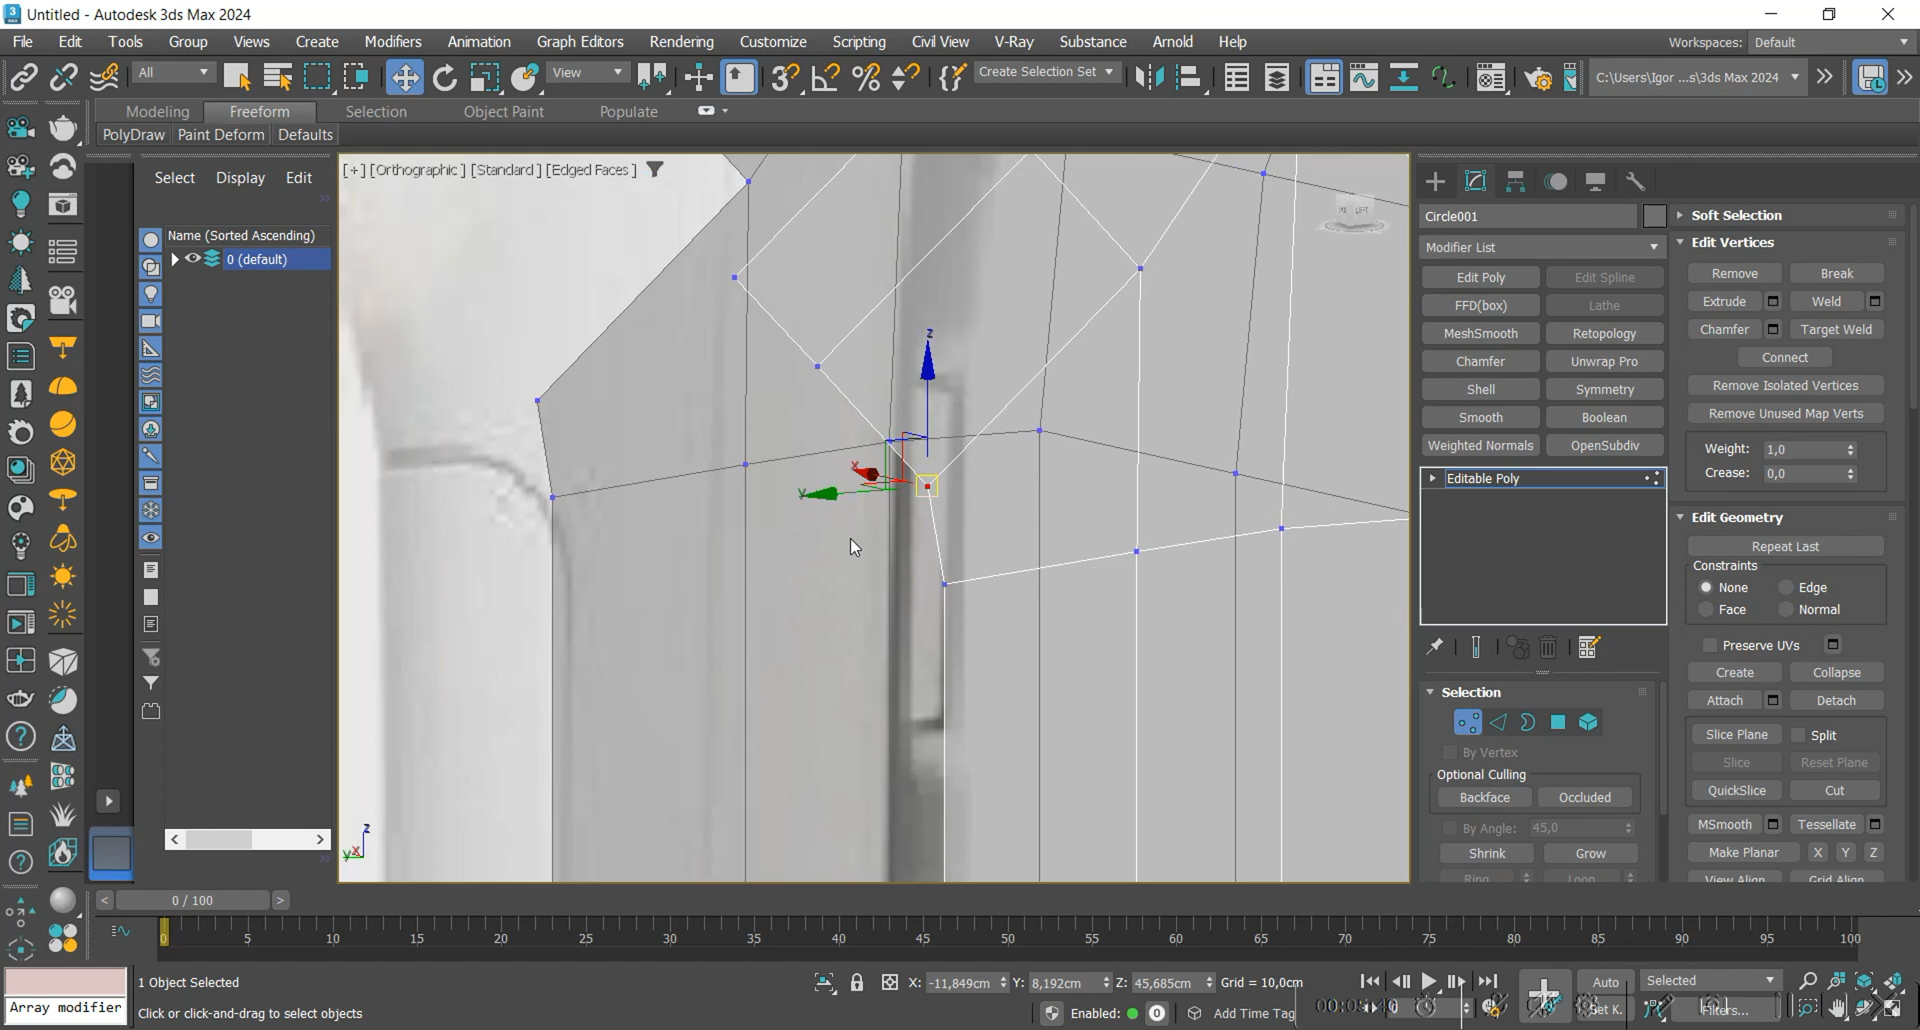 Untitled - Autodesk 3ds Max 2024
File Edit Tools Group Views Create Modifiers Animation Graph Editors Rendering Customize Scripting Civil View V-Ray Substance Arnold Help
Workspaces: Default
All
View
Create Selection Set
C:\Users\Igor ...s\3ds Max 2024
Modeling Freeform Selection Object Paint Populate
PolyDraw Paint Deform Defaults
Select Display Edit
Name (Sorted Ascending)
0 (default)
[+] [Orthographic] [Standard] [Edged Faces]
LEFT
z
x
y
z
y x
Circle001
Modifier List
Edit Poly Edit Spline
FFD(box) Lathe
MeshSmooth Retopology
Chamfer Unwrap Pro
Shell Symmetry
Smooth Boolean
Weighted Normals OpenSubdiv
Editable Poly
Selection
By Vertex
Optional Culling
Backface Occluded
By Angle: 45,0
Shrink Grow
Ring Loop
Soft Selection
Edit Vertices
Remove Break
Extrude Weld
Chamfer Target Weld
Connect
Remove Isolated Vertices
Remove Unused Map Verts
Weight: 1,0
Crease: 0,0
Edit Geometry
Repeat Last
Constraints
None Edge
Face Normal
Preserve UVs
Create Collapse
Attach Detach
Slice Plane Split
Slice Reset Plane
QuickSlice Cut
MSmooth Tessellate
Make Planar X Y Z
View Align Grid Align
< 0 / 100 >
0 5 10 15 20 25 30 35 40 45 50 55 60 65 70 75 80 85 90 95 100
Array modifier
1 Object Selected
Click or click-and-drag to select objects
X: -11,849cm Y: 8,192cm Z: 45,685cm Grid = 10,0cm
Enabled: 0 Add Time Tag
Auto Selected
Set K. Filters...